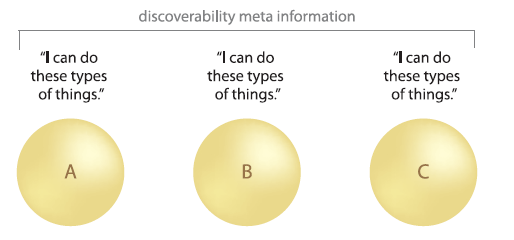 discoverability meta information
“I can do
these types
of things.”
“I can do
these types
of things.”
“I can do
these types
of things.”
A
B
C